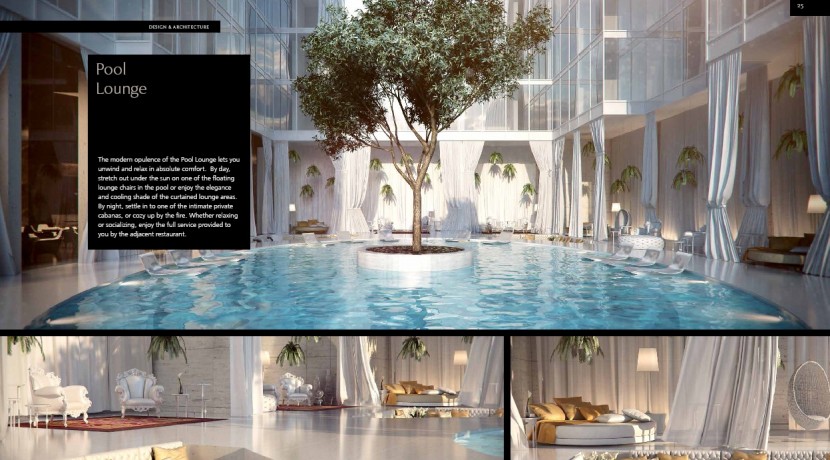 DESIGN & ARCHITECTURE
25
Pool
Lounge
The modern opulence of the Pool Lounge lets you
unwind and relax in absolute comfort. By day,
stretch out under the sun on one of the floating
lounge chairs in the pool or enjoy the elegance
and cooling shade of the curtained lounge areas.
By night, settle in to one of the intimate private
cabanas, or cozy up by the fire. Whether relaxing
or socializing, enjoy the full service provided to
you by the adjacent restaurant.